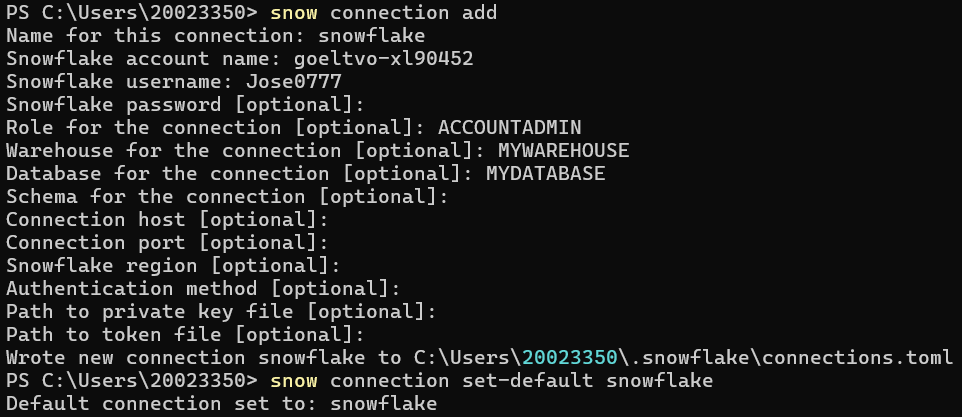 PS C:\Users\20023350> snow connection add
Name for this connection: snowflake
Snowflake account name: goeltvo-xl90452
Snowflake username: Jose0777
Snowflake password [optional]:
Role for the connection [optional]: ACCOUNTADMIN
Warehouse for the connection [optional]: MYWAREHOUSE
Database for the connection [optional]: MYDATABASE
Schema for the connection [optional]:
Connection host [optional]:
Connection port [optional]:
Snowflake region [optional]:
Authentication method [optional]:
Path to private key file [optional]:
Path to token file [optional]:
Wrote new connection snowflake to C:\Users\20023350\.snowflake\connections.toml
PS C:\Users\20023350> snow connection set-default snowflake
Default connection set to: snowflake